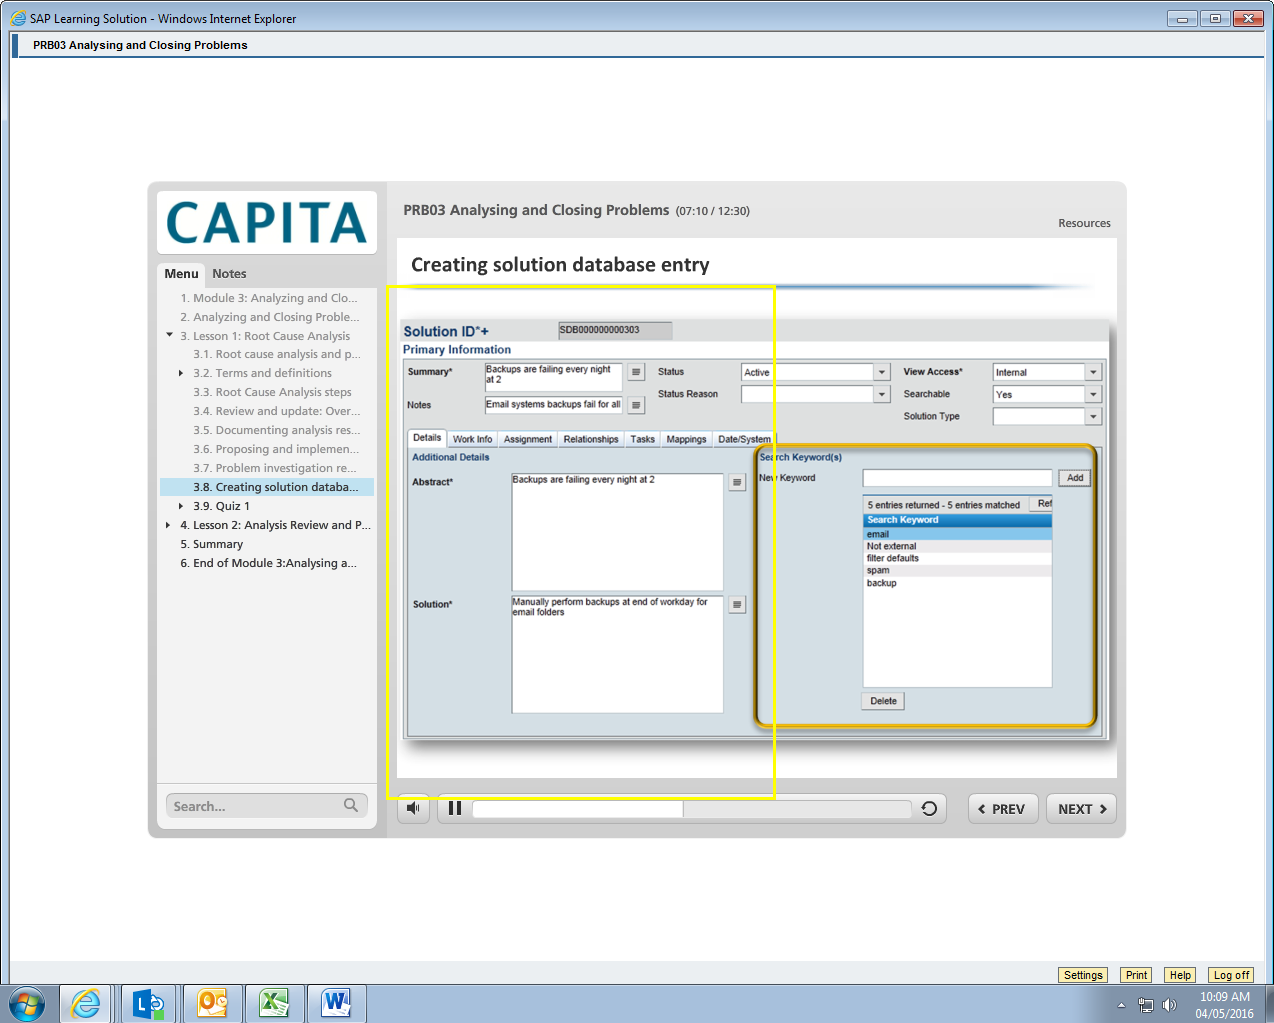 SAP Learning Solution - Windows Internet Explorer
PRB03 Analysing and Closing Problems
CAPITA
PRB03 Analysing and Closing Problems (07:10 / 12:30)
Resources
Menu Notes
1. Module 3: Analyzing and Clo...
2. Analyzing and Closing Proble...
3. Lesson 1: Root Cause Analysis
3.1. Root cause analysis and p...
3.2. Terms and definitions
3.3. Root Cause Analysis steps
3.4. Review and update: Over...
3.5. Documenting analysis res...
3.6. Proposing and implemen...
3.7. Problem investigation re...
3.8. Creating solution databa...
3.9. Quiz 1
4. Lesson 2: Analysis Review and P...
5. Summary
6. End of Module 3:Analysing a...
Search...
Creating solution database entry
Solution ID*+ SDB000000000303
Primary Information
Summary* Backups are failing every night
at 2
Status Active
View Access* Internal
Notes Email systems backups fail for all
Status Reason
Searchable Yes
Solution Type
Details Work Info Assignment Relationships Tasks Mappings Date/System
Additional Details
Abstract* Backups are failing every night at 2
Solution* Manually perform backups at end of workday for
email folders
Search Keyword(s)
New Keyword Add
5 entries returned - 5 entries matched Ref
Search Keyword
email
Not external
filter defaults
spam
backup
Delete
PREV NEXT
Settings Print Help Log off
10:09 AM
04/05/2016